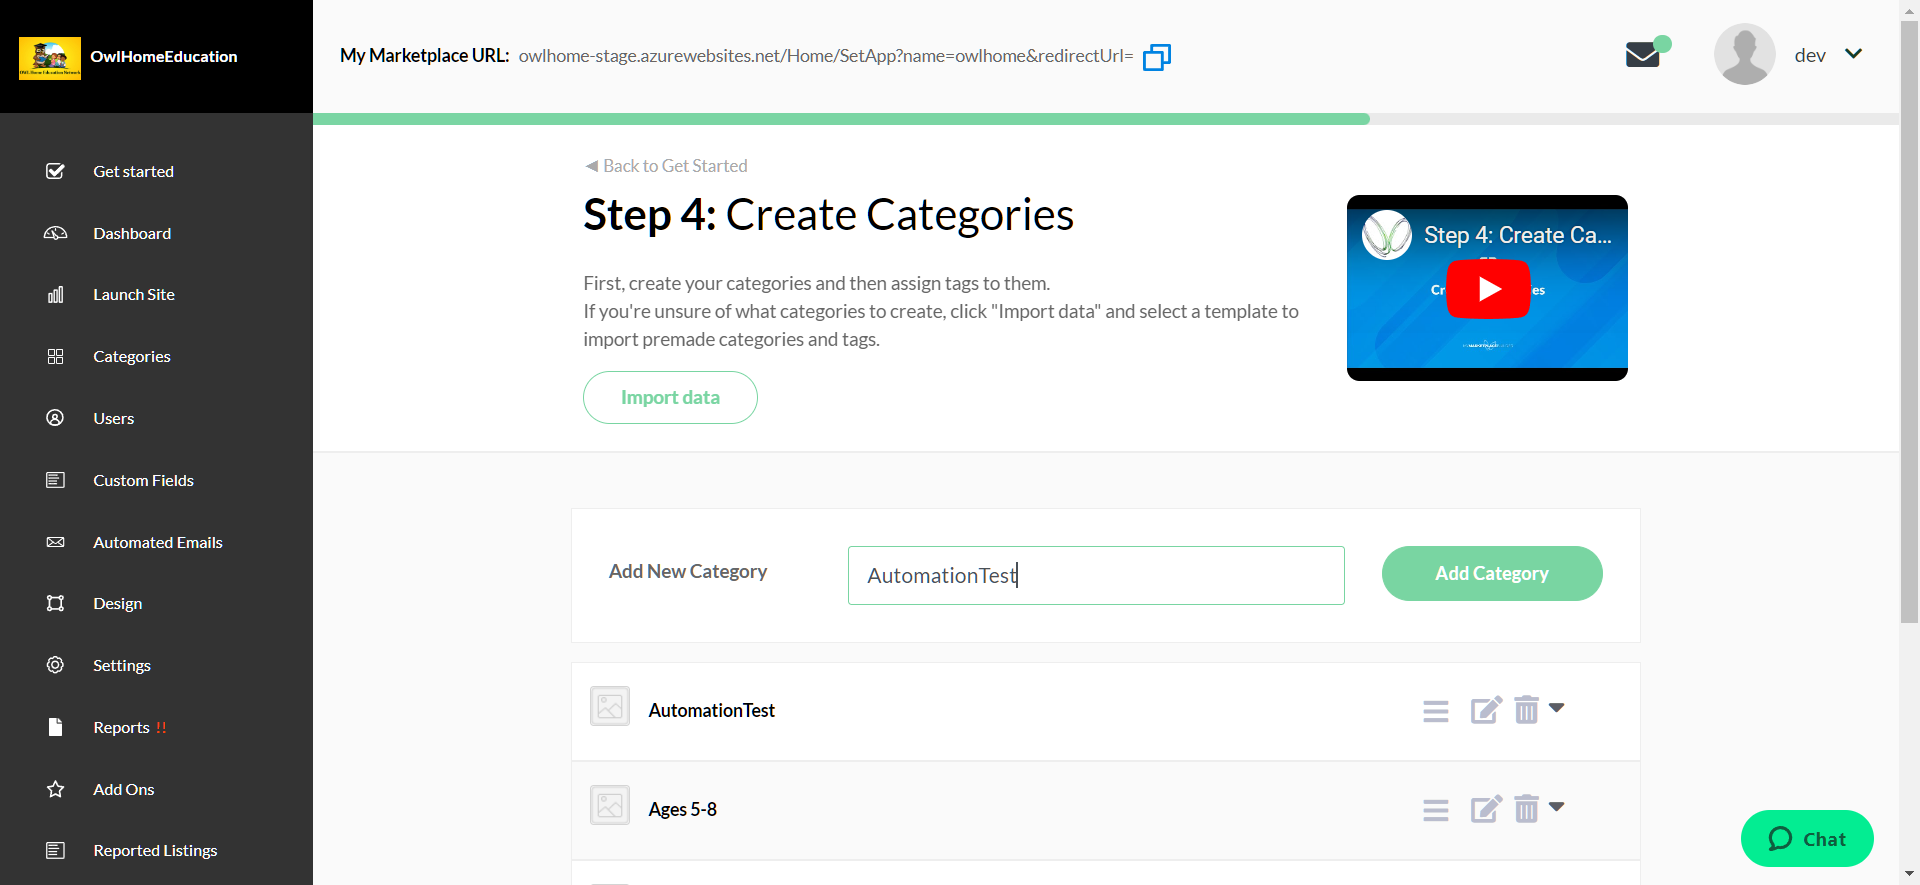 OwlHomeEducation
My Marketplace URL: owlhome-stage.azurewebsites.net/Home/SetApp?name=owlhome&redirectUrl=
dev
Get started
Dashboard
Launch Site
Categories
Users
Custom Fields
Automated Emails
Design
Settings
Reports !!
Add Ons
Reported Listings
◀ Back to Get Started
Step 4: Create Categories
First, create your categories and then assign tags to them.
If you're unsure of what categories to create, click "Import data" and select a template to
import premade categories and tags.
Import data
Step 4: Create Ca...
Add New Category
AutomationTest
Add Category
AutomationTest
Ages 5-8
Chat